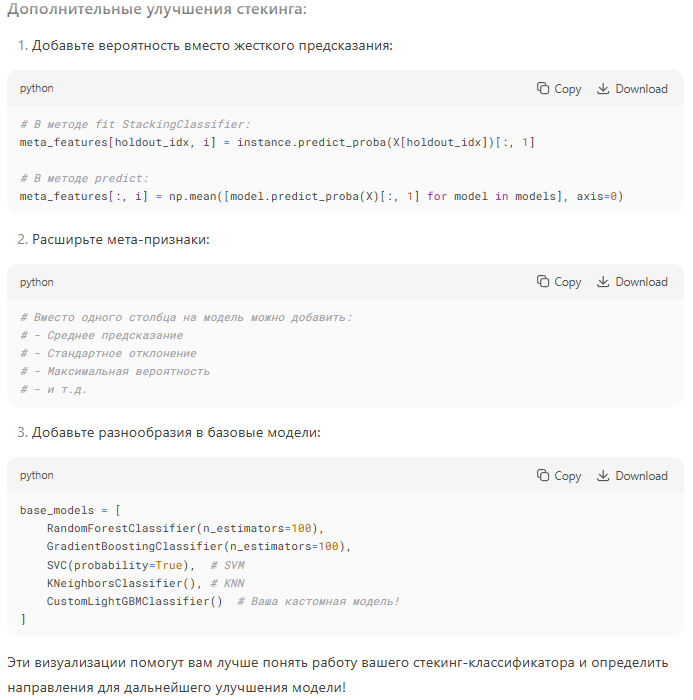 Дополнительные улучшения стекинга:
1. Добавьте вероятность вместо жесткого предсказания:
python
Copy
Download
# В методе fit StackingClassifier:
meta_features[holdout_idx, i] = instance.predict_proba(X[holdout_idx])[:, 1]
# В методе predict:
meta_features[:, i] = np.mean([model.predict_proba(X)[:, 1] for model in models], axis=0)
2. Расширьте мета-признаки:
python
Copy
Download
# Вместо одного столбца на модель можно добавить:
# - Среднее предсказание
# - Стандартное отклонение
# - Максимальная вероятность
# - и т.д.
3. Добавьте разнообразия в базовые модели:
python
Copy
Download
base_models = [
    RandomForestClassifier(n_estimators=100),
    GradientBoostingClassifier(n_estimators=100),
    SVC(probability=True),  # SVM
    KNeighborsClassifier(), # KNN
    CustomLightGBMClassifier()  # Ваша кастомная модель!
]
Эти визуализации помогут вам лучше понять работу вашего стекинг-классификатора и определить
направления для дальнейшего улучшения модели!